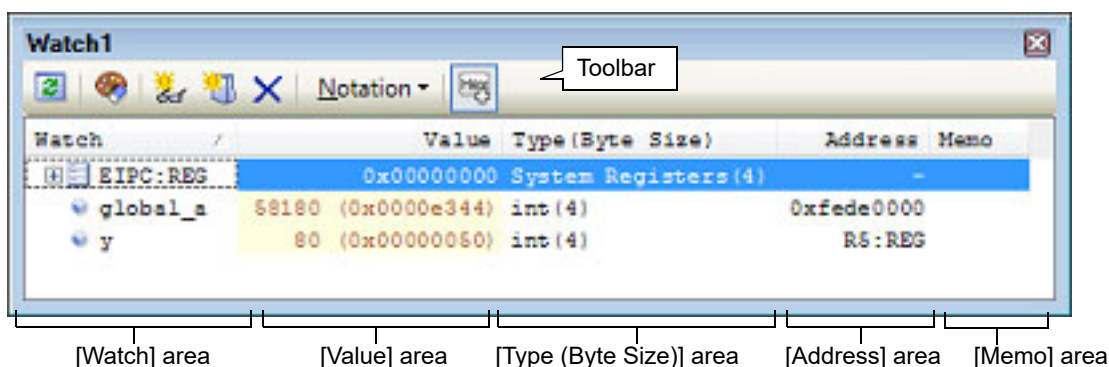 Watch1
Toolbar
Notation
Hex
Watch Value Type(Byte Size) Address Memo
EIPC:REG 0x00000000 System Registers(4) -
global_a 58180 (0x0000e344) int(4) 0xfede0000
y 80 (0x00000050) int(4) R5:REG
[Watch] area [Value] area [Type (Byte Size)] area [Address] area [Memo] area